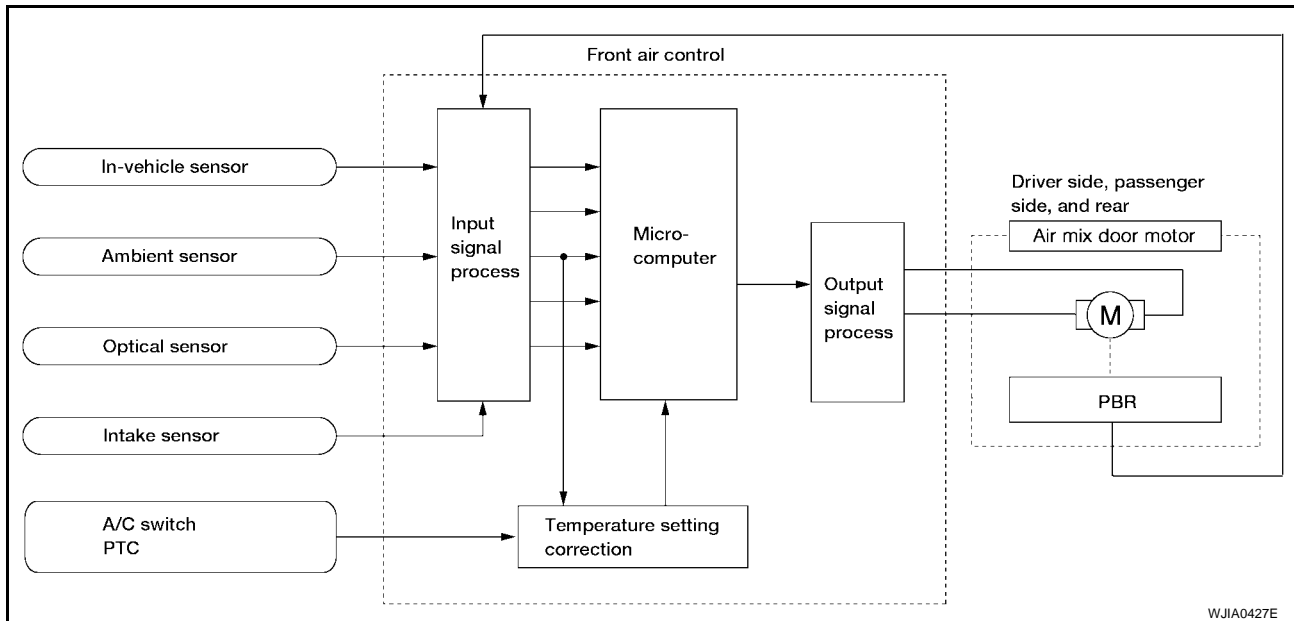 Front air control
In-vehicle sensor
Ambient sensor
Optical sensor
Intake sensor
A/C switch
PTC
Input
signal
process
Micro-
computer
Temperature setting
correction
Output
signal
process
Driver side, passenger
side, and rear
Air mix door motor
M
PBR
WJIA0427E